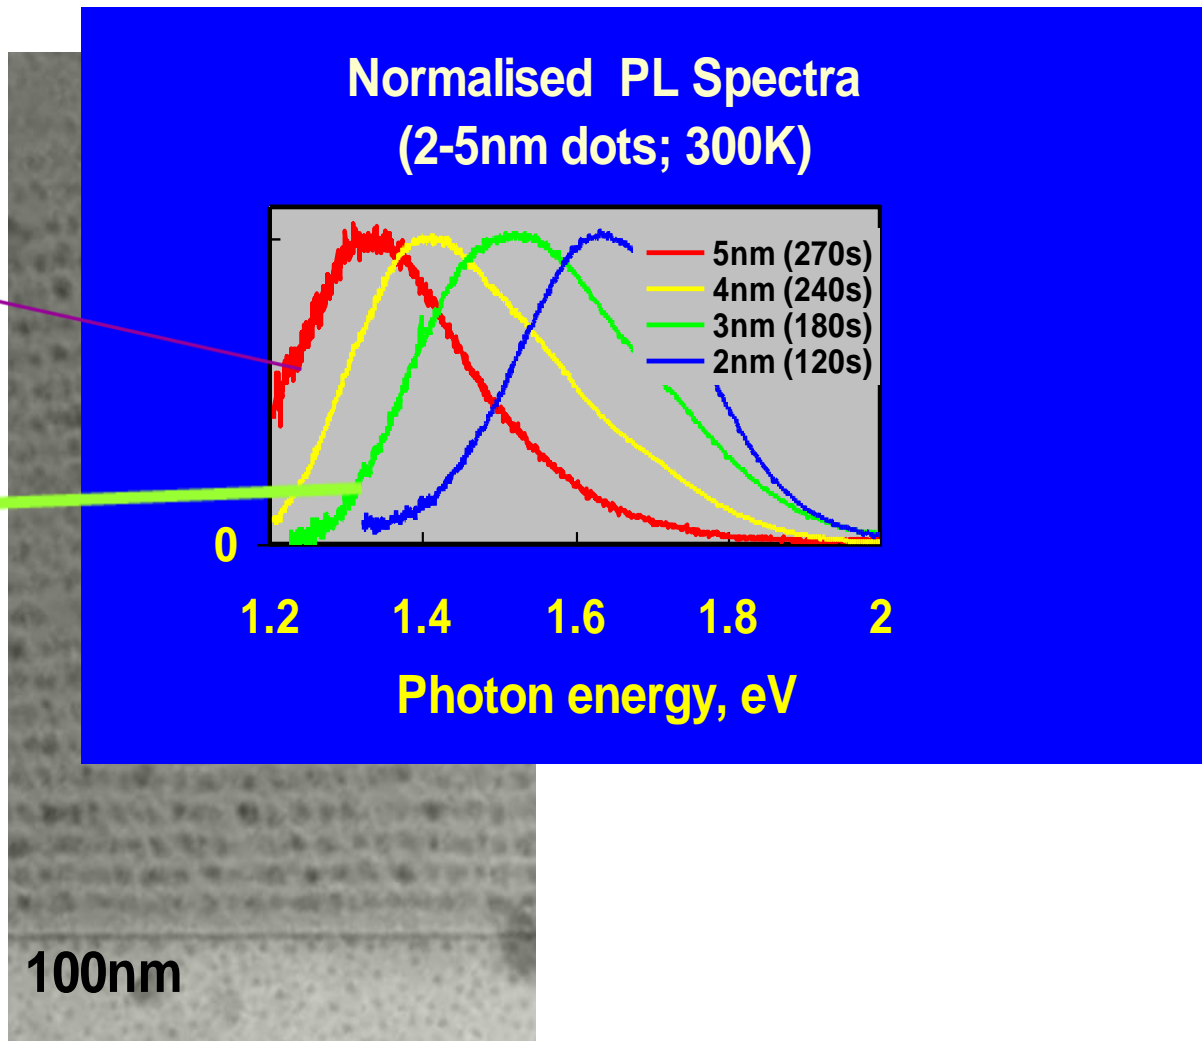 Normalised PL Spectra
(2-5nm dots; 300K)
5nm (270s)
4nm (240s)
3nm (180s)
2nm (120s)
0
1.2 1.4 1.6 1.8 2
Photon energy, eV
100nm